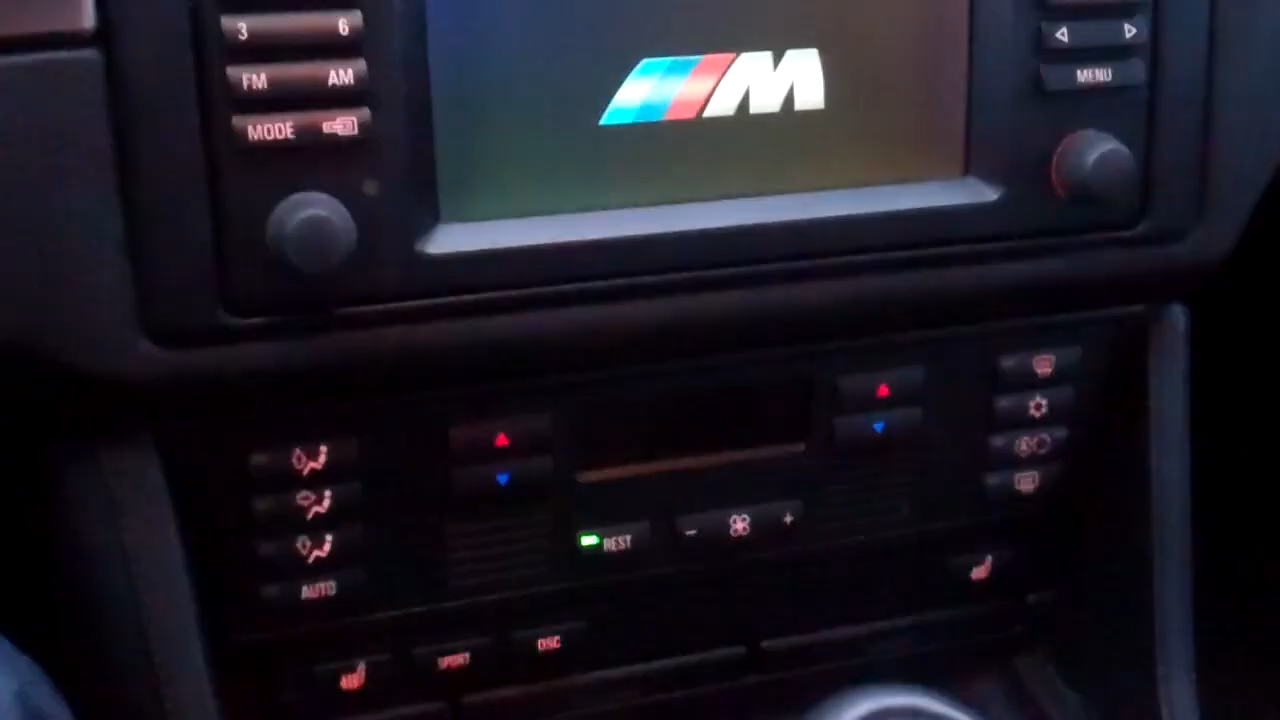 3 6
FM AM
MODE
M
MENU
REST
- +
AUTO
SPORT
DSC